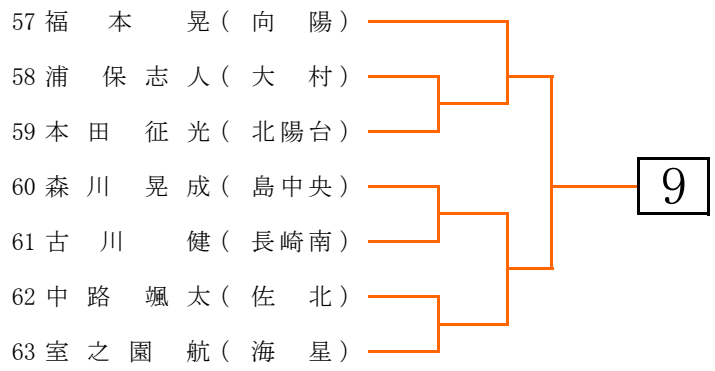 57 福本 晃 ( 向陽 )
58 浦 保志人 ( 大村 )
59 本田 征光 ( 北陽台 )
60 森川 晃成 ( 島中央 )
61 古川 健 ( 長崎南 )
62 中路 颯太 ( 佐北 )
63 室之園 航 ( 海星 )
9